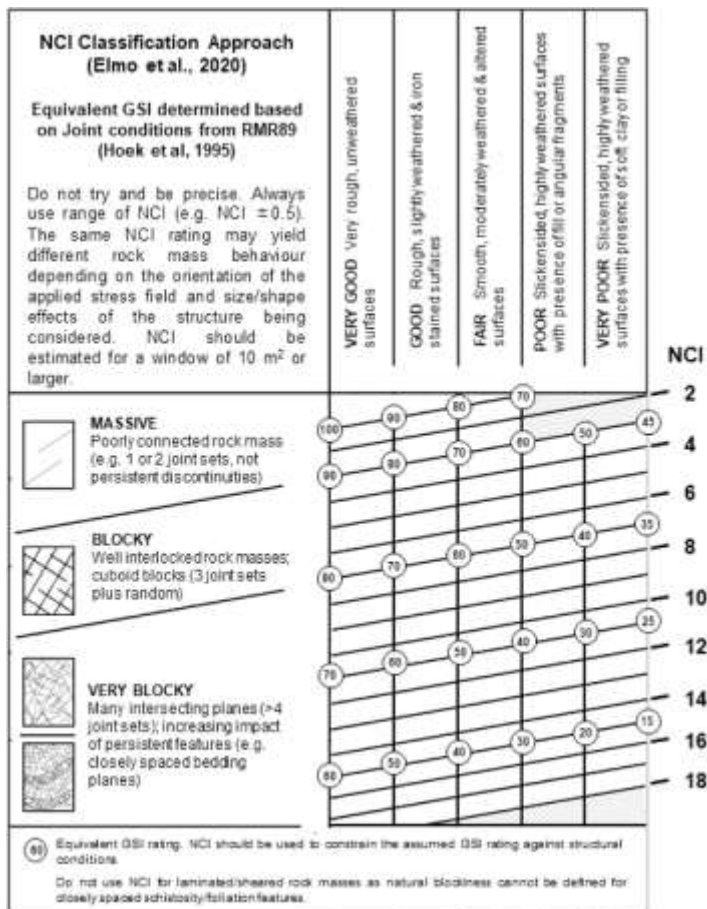 NCI Classification Approach
(Elmo et al., 2020)
Equivalent GSI determined based
on Joint conditions from RMR89
(Hoek et al, 1995)
Do not try and be precise. Always
use range of NCI (e.g. NCI ±0.5).
The same NCI rating may yield
different rock mass behaviour
depending on the orientation of the
applied stress field and size/shape
effects of the structure being
considered. NCI should be
estimated for a window of 10 m² or
larger.
VERY GOOD Very rough, unweathered
surfaces
GOOD Rough, slightly weathered & iron
stained surfaces
FAIR Smooth, moderately weathered & altered
surfaces
POOR Slickensided, highly weathered surfaces
with presence of fill or angular fragments
VERY POOR Slickensided, highly weathered
surfaces with presence of soft clay or filling
NCI
MASSIVE
Poorly connected rock mass
(e.g. 1 or 2 joint sets, not
persistent discontinuities)
BLOCKY
Well interlocked rock masses;
cuboid blocks (3 joint sets
plus random)
VERY BLOCKY
Many intersecting planes (>4
joint sets); increasing impact
of persistent features (e.g.
closely spaced bedding
planes)
100 90 80 70
90 80 70 60 50 45
80 70 60 50 40 35
70 60 50 40 30 25
60 50 40 30 20 15
2
4
6
8
10
12
14
16
18
60 Equivalent GSI rating. NCI should be used to constrain the assumed GSI rating against structural
conditions.
Do not use NCI for laminated/sheared rock masses as natural blockiness cannot be defined for
closely spaced schistosity/foliation features.